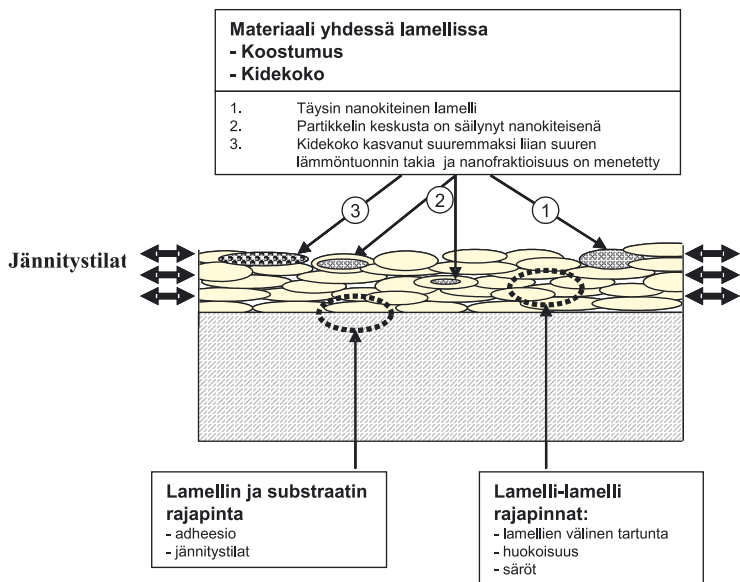 Materiaali yhdessä lamellissa
- Koostumus
- Kidekoko
1. Täysin nanokiteinen lamelli
2. Partikkelin keskusta on säilynyt nanokiteisenä
3. Kidekoko kasvanut suuremmaksi liian suuren
lämmöntuonnin takia ja nanofraktioisuus on menetetty
3
2
1
Jännitystilat
Lamellin ja substraatin
rajapinta
- adheesio
- jännitystilat
Lamelli-lamelli
rajapinnat:
- lamellien välinen tartunta
- huokoisuus
- säröt